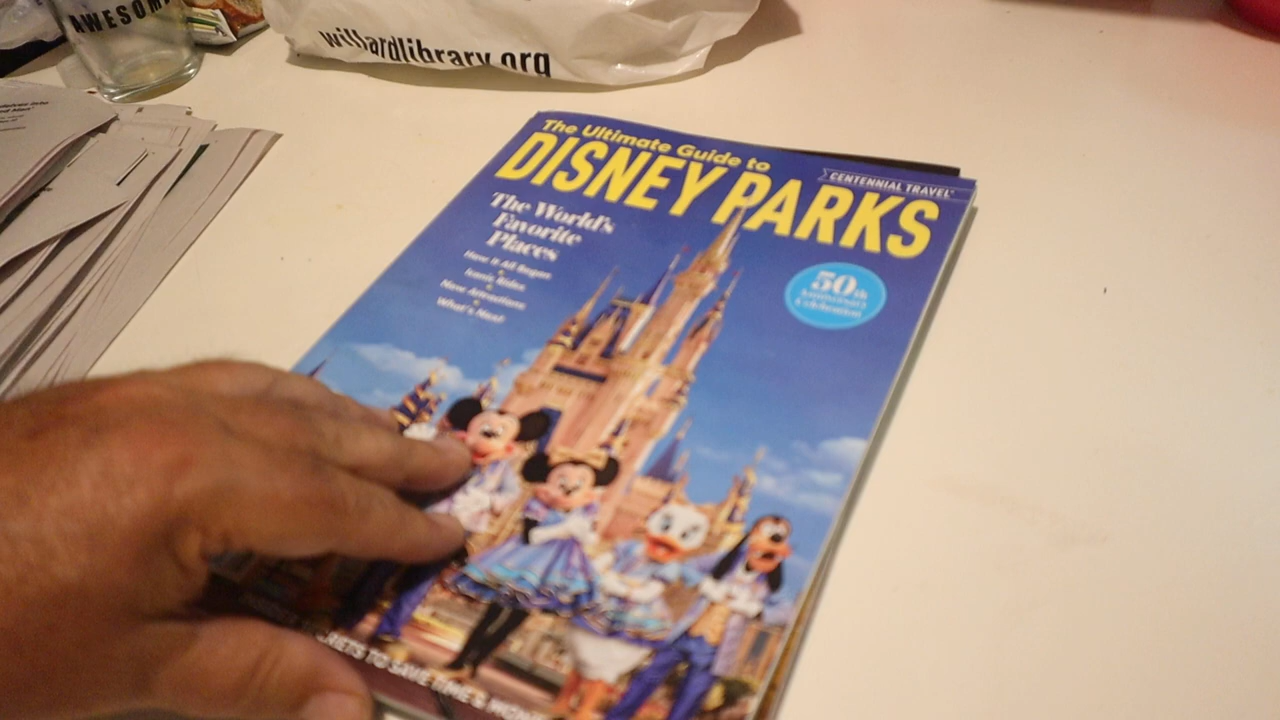 AWESOM
willardlibrary.org
The Ultimate Guide to
DISNEY PARKS
CENTENNIAL TRAVEL
The World's
Favorite
Places
How It All Began
Iconic Rides
New Attractions
What's Next
50th
Anniversary
Celebration
TO SAVE TIME & MONEY